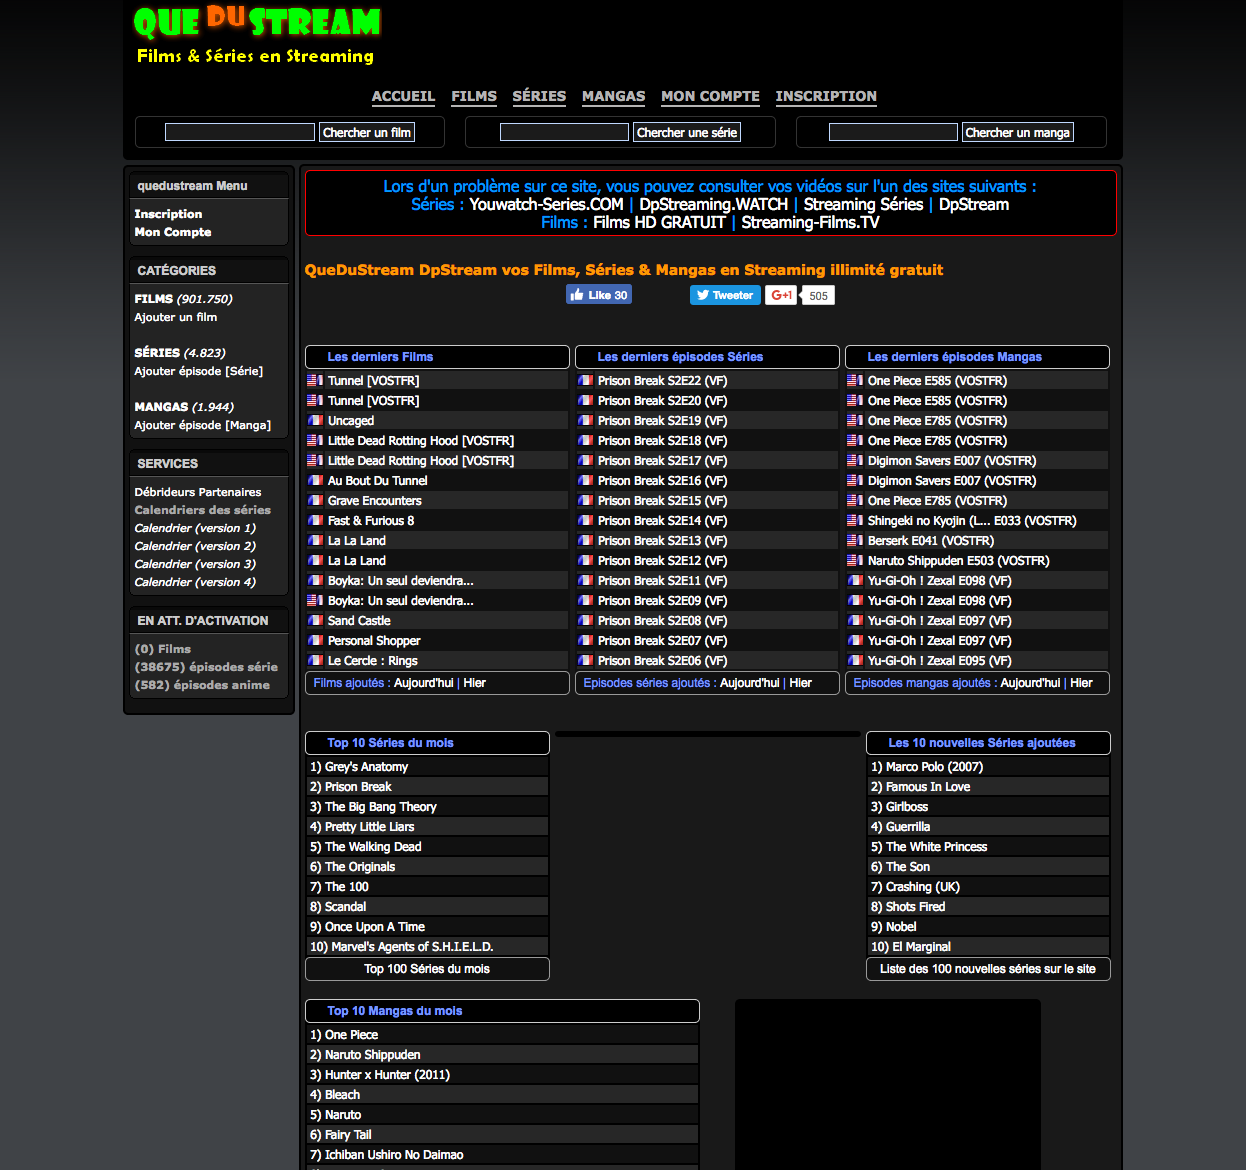 QUE DU STREAM
Films & Séries en Streaming
ACCUEIL FILMS SÉRIES MANGAS MON COMPTE INSCRIPTION
Chercher un film Chercher une série Chercher un manga
quedustream Menu
Inscription
Mon Compte
CATÉGORIES
FILMS (901.750)
Ajouter un film
SÉRIES (4.823)
Ajouter épisode [Série]
MANGAS (1.944)
Ajouter épisode [Manga]
SERVICES
Débrideurs Partenaires
Calendriers des séries
Calendrier (version 1)
Calendrier (version 2)
Calendrier (version 3)
Calendrier (version 4)
EN ATT. D'ACTIVATION
(0) Films
(38675) épisodes série
(582) épisodes anime
Lors d'un problème sur ce site, vous pouvez consulter vos vidéos sur l'un des sites suivants :
Séries : Youwatch-Series.COM | DpStreaming.WATCH | Streaming Séries | DpStream
Films : Films HD GRATUIT | Streaming-Films.TV
QueDuStream DpStream vos Films, Séries & Mangas en Streaming illimité gratuit
Like 30 Tweeter G+1 505
Les derniers Films
Tunnel [VOSTFR]
Tunnel [VOSTFR]
Uncaged
Little Dead Rotting Hood [VOSTFR]
Little Dead Rotting Hood [VOSTFR]
Au Bout Du Tunnel
Grave Encounters
Fast & Furious 8
La La Land
La La Land
Boyka: Un seul deviendra...
Boyka: Un seul deviendra...
Sand Castle
Personal Shopper
Le Cercle : Rings
Films ajoutés : Aujourd'hui | Hier
Les derniers épisodes Séries
Prison Break S2E22 (VF)
Prison Break S2E20 (VF)
Prison Break S2E19 (VF)
Prison Break S2E18 (VF)
Prison Break S2E17 (VF)
Prison Break S2E16 (VF)
Prison Break S2E15 (VF)
Prison Break S2E14 (VF)
Prison Break S2E13 (VF)
Prison Break S2E12 (VF)
Prison Break S2E11 (VF)
Prison Break S2E09 (VF)
Prison Break S2E08 (VF)
Prison Break S2E07 (VF)
Prison Break S2E06 (VF)
Episodes séries ajoutés : Aujourd'hui | Hier
Les derniers épisodes Mangas
One Piece E585 (VOSTFR)
One Piece E585 (VOSTFR)
One Piece E785 (VOSTFR)
One Piece E785 (VOSTFR)
Digimon Savers E007 (VOSTFR)
Digimon Savers E007 (VOSTFR)
One Piece E785 (VOSTFR)
Shingeki no Kyojin (L... E033 (VOSTFR)
Berserk E041 (VOSTFR)
Naruto Shippuden E503 (VOSTFR)
Yu-Gi-Oh ! Zexal E098 (VF)
Yu-Gi-Oh ! Zexal E098 (VF)
Yu-Gi-Oh ! Zexal E097 (VF)
Yu-Gi-Oh ! Zexal E097 (VF)
Yu-Gi-Oh ! Zexal E095 (VF)
Episodes mangas ajoutés : Aujourd'hui | Hier
Top 10 Séries du mois
1) Grey's Anatomy
2) Prison Break
3) The Big Bang Theory
4) Pretty Little Liars
5) The Walking Dead
6) The Originals
7) The 100
8) Scandal
9) Once Upon A Time
10) Marvel's Agents of S.H.I.E.L.D.
Top 100 Séries du mois
Les 10 nouvelles Séries ajoutées
1) Marco Polo (2007)
2) Famous In Love
3) Girlboss
4) Guerrilla
5) The White Princess
6) The Son
7) Crashing (UK)
8) Shots Fired
9) Nobel
10) El Marginal
Liste des 100 nouvelles séries sur le site
Top 10 Mangas du mois
1) One Piece
2) Naruto Shippuden
3) Hunter x Hunter (2011)
4) Bleach
5) Naruto
6) Fairy Tail
7) Ichiban Ushiro No Daimao